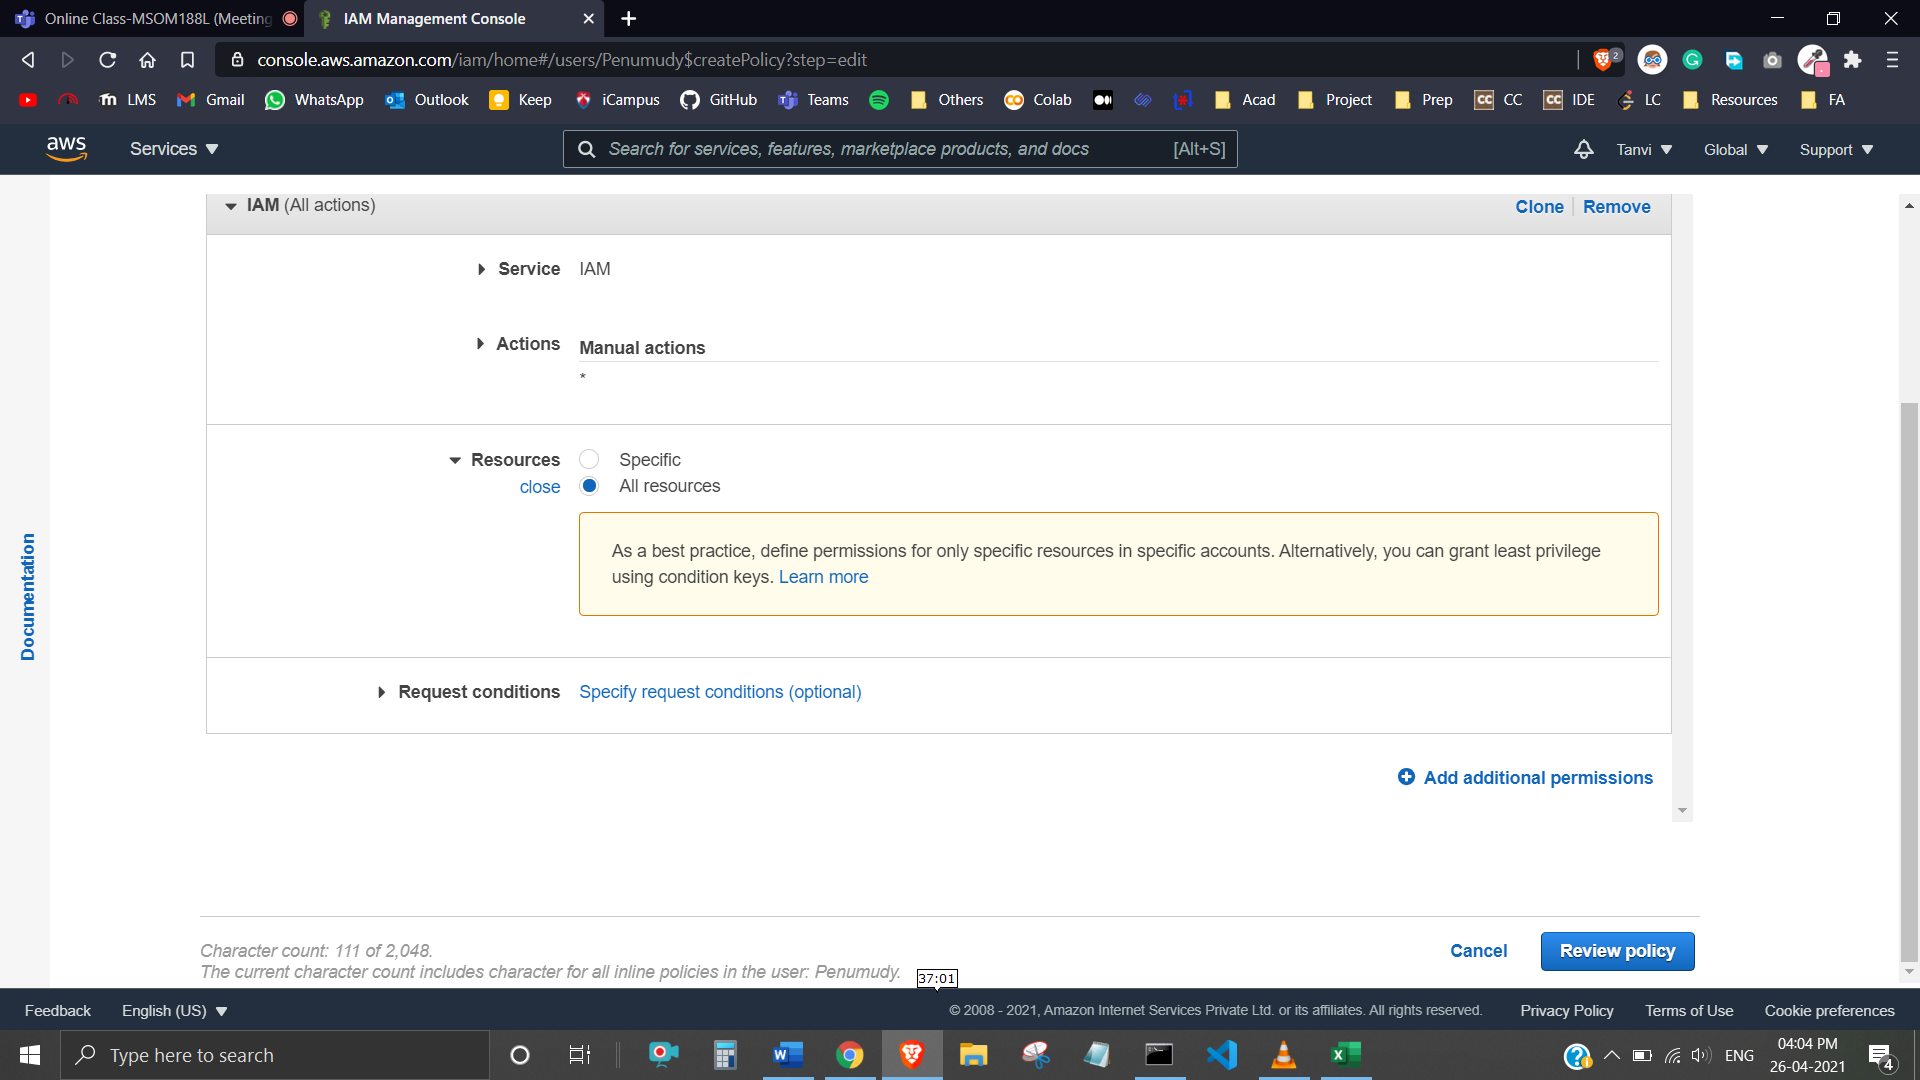 Online Class-MSOM188L (Meeting
IAM Management Console
console.aws.amazon.com/iam/home#/users/Penumudy$createPolicy?step=edit
2
LMS
Gmail
WhatsApp
Outlook
Keep
iCampus
GitHub
Teams
Others
Colab
Acad
Project
Prep
CC CC
CC IDE
LC
Resources
FA
aws
Services
Search for services, features, marketplace products, and docs
[Alt+S]
Tanvi
Global
Support
IAM (All actions)
Clone
Remove
Service IAM
Actions Manual actions
*
Resources Specific
close All resources
As a best practice, define permissions for only specific resources in specific accounts. Alternatively, you can grant least privilege
using condition keys. Learn more
Documentation
Request conditions Specify request conditions (optional)
Add additional permissions
Character count: 111 of 2,048.
The current character count includes character for all inline policies in the user: Penumudy.
37:01
Cancel
Review policy
Feedback
English (US)
© 2008 - 2021, Amazon Internet Services Private Ltd. or its affiliates. All rights reserved.
Privacy Policy
Terms of Use
Cookie preferences
Type here to search
ENG
04:04 PM
26-04-2021
4